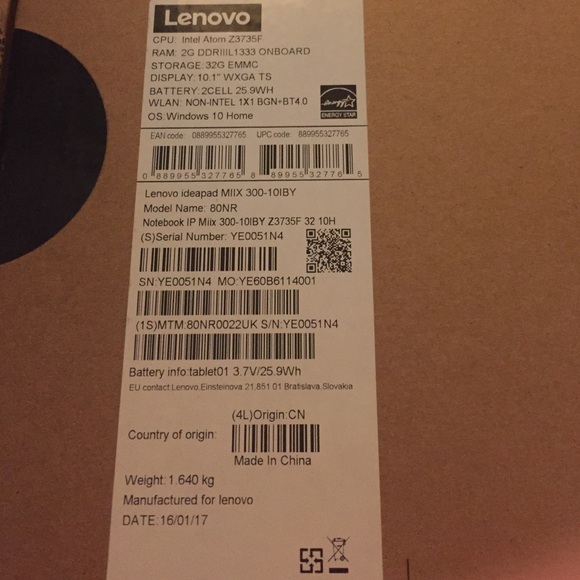 Lenovo
CPU: Intel Atom Z3735F
RAM: 2G DDRIIIL1333 ONBOARD
STORAGE: 32G EMMC
DISPLAY: 10.1" WXGA TS
BATTERY: 2CELL 25.9WH
WLAN: NON-INTEL 1X1 BGN+BT4.0
OS:Windows 10 Home
energy
ENERGY STAR
EAN code: 0889955327765 UPC code: 889955327765
0 889955 327765 8 89955 32776 5
Lenovo ideapad MIIX 300-10IBY
Model Name: 80NR
Notebook IP Miix 300-10IBY Z3735F 32 10H
(S)Serial Number: YE0051N4
SN:YE0051N4 MO:YE60B6114001
(1S)MTM:80NR0022UK S/N:YE0051N4
Battery info:tablet01 3.7V/25.9Wh
EU contact:Lenovo,Einsteinova 21,851 01 Bratislava,Slovakia
(4L)Origin:CN
Country of origin:
Made In China
Weight: 1.640 kg
Manufactured for lenovo
DATE: 16/01/17